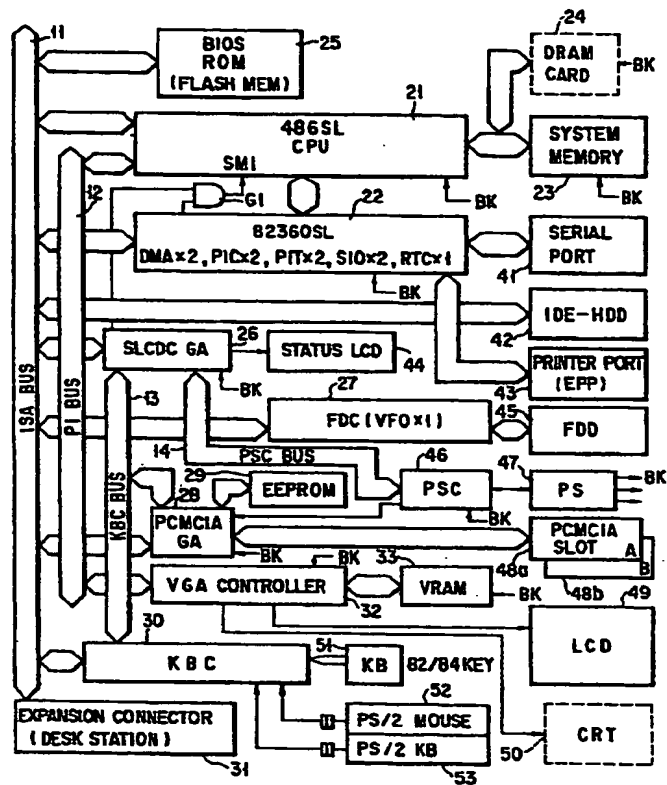 11
BIOS
ROM
(FLASH MEM)
25
24
DRAM
CARD
BK
21
486SL
CPU
SMI
SYSTEM
MEMORY
23
BK
BK
12
G1
22
82360SL
DMA×2, PIC×2, PIT×2, SIO×2, RTC×1
BK
SERIAL
PORT
41
IDE-HDD
42
26
SLCDC GA
STATUS LCD
44
BK
PRINTER PORT
(EPP)
43
ISA BUS
PI BUS
13
27
FDC (VFO×1)
45
FDD
14
PSC BUS
KBC BUS
29
EEPROM
28
46
PSC
BK
47
PS
BK
PCMCIA
GA
BK
PCMCIA
SLOT
A
B
48a
48b
VGA CONTROLLER
BK
32
33
VRAM
BK
49
LCD
30
KBC
51
KB
82/84KEY
EXPANSION CONNECTOR
(DESK STATION)
31
52
PS/2 MOUSE
PS/2 KB
53
50
CRT